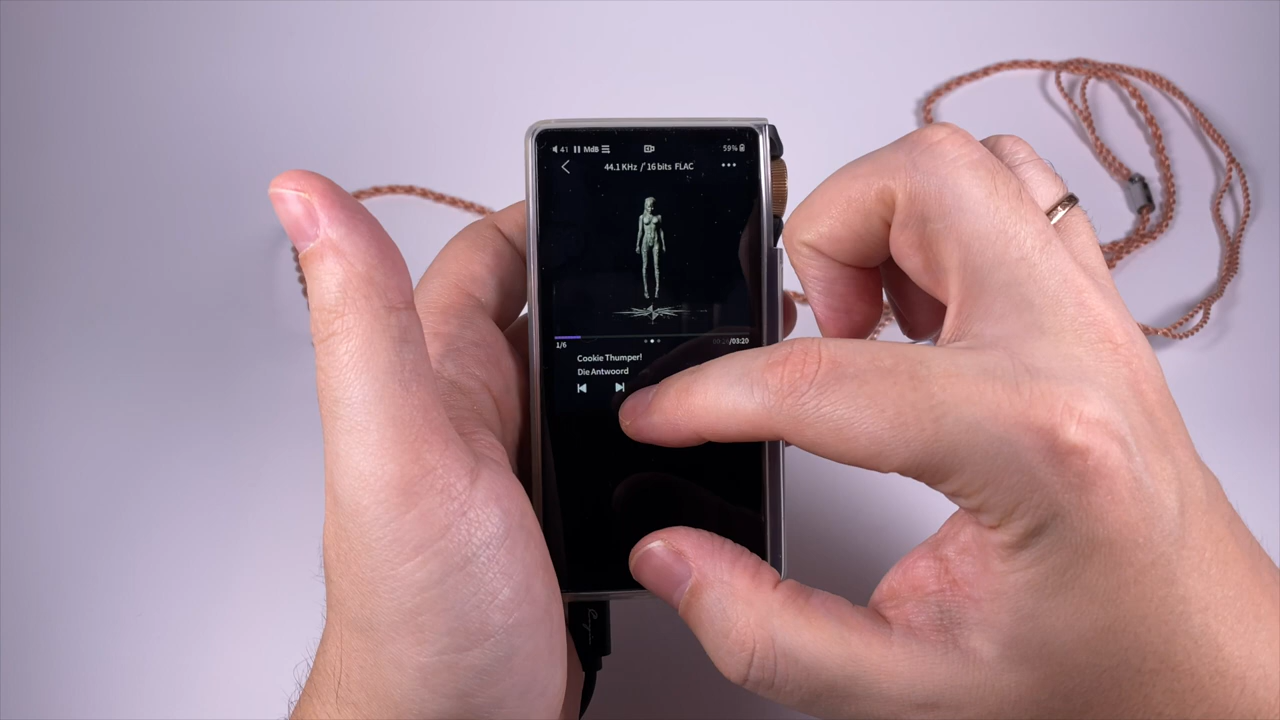 41 MdB 59%
44.1 KHz / 16 bits FLAC
1/6 /03:20
Cookie Thumper!
Die Antwoord